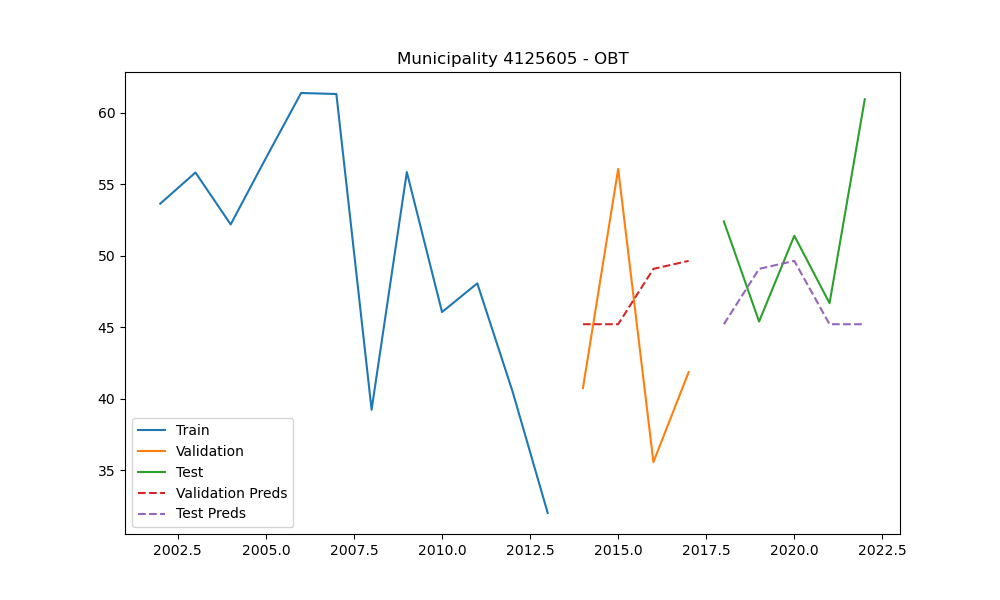 Municipality 4125605 - OBT
60
55
50
45
40
35
Train
Validation
Test
Validation Preds
Test Preds
2002.5 2005.0 2007.5 2010.0 2012.5 2015.0 2017.5 2020.0 2022.5